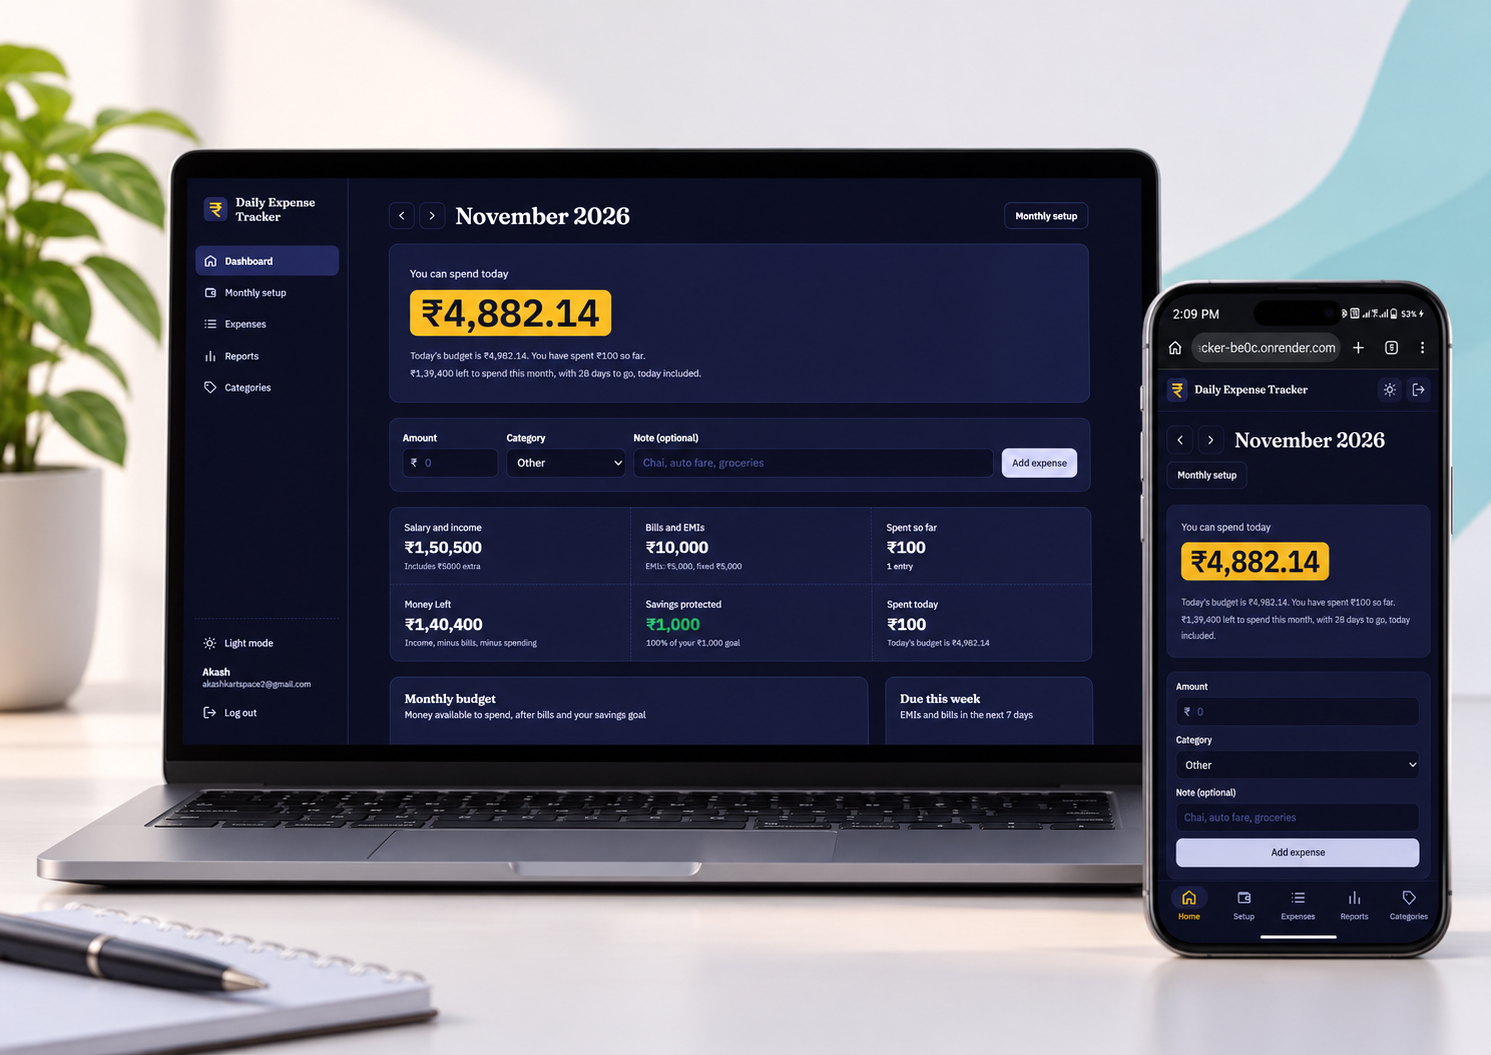 Daily Expense
Tracker
Dashboard
Monthly setup
Expenses
Reports
Categories
Light mode
Akash
akashkartspace2@gmail.com
Log out
November 2026
Monthly setup
You can spend today
₹4,882.14
Today's budget is ₹4,982.14. You have spent ₹100 so far.
₹1,39,400 left to spend this month, with 28 days to go, today included.
Amount
Category
Note (optional)
₹ 0
Other
Chai, auto fare, groceries
Add expense
Salary and income
₹1,50,500
Includes ₹5000 extra
Bills and EMIs
₹10,000
EMIs: ₹5,000, fixed ₹5,000
Spent so far
₹100
1 entry
Money Left
₹1,40,400
Income, minus bills, minus spending
Savings protected
₹1,000
100% of your ₹1,000 goal
Spent today
₹100
Today's budget is ₹4,982.14
Monthly budget
Money available to spend, after bills and your savings goal
Due this week
EMIs and bills in the next 7 days
2:09 PM
53%
cker-be0c.onrender.com
Daily Expense Tracker
November 2026
Monthly setup
You can spend today
₹4,882.14
Today's budget is ₹4,982.14. You have spent ₹100 so far.
₹1,39,400 left to spend this month, with 28 days to go, today
included.
Amount
₹ 0
Category
Other
Note (optional)
Chai, auto fare, groceries
Add expense
Home
Setup
Expenses
Reports
Categories